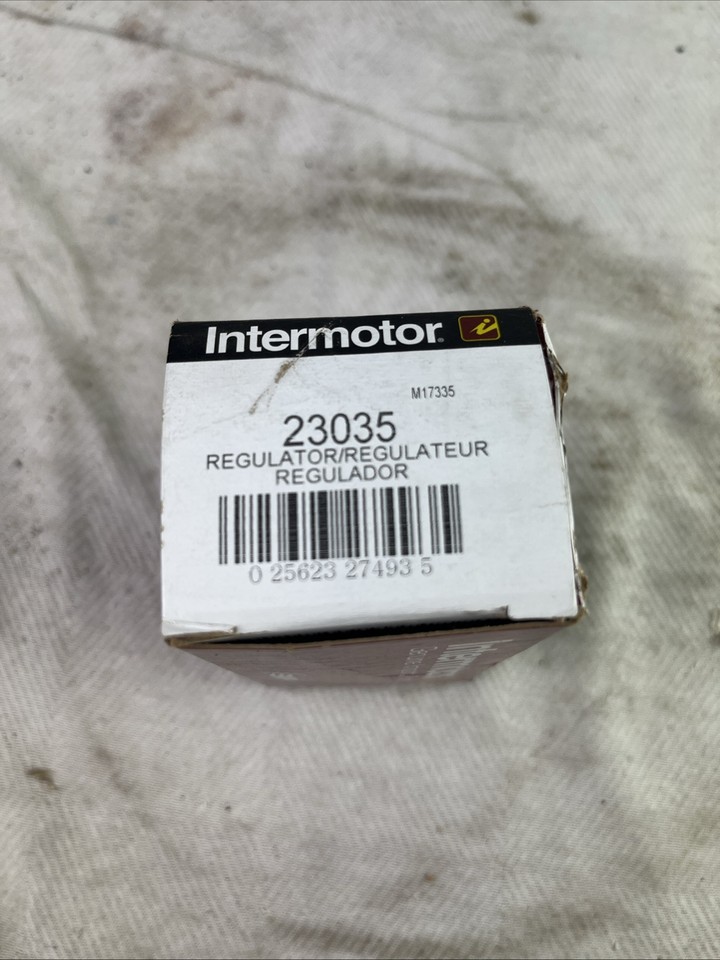 Intermotor
M17335
23035
REGULATOR/REGULATEUR
REGULADOR
0 25623 27493 5